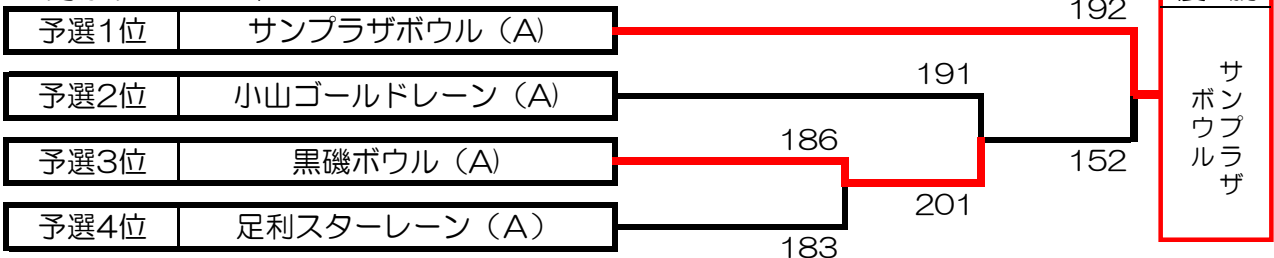 192
予選1位 サンプラザボウル（A)
予選2位 小山ゴールドレーン（A)
191
予選3位 黒磯ボウル（A)
186
152
201
予選4位 足利スターレーン（A）
183
サンプラザ
ボウル